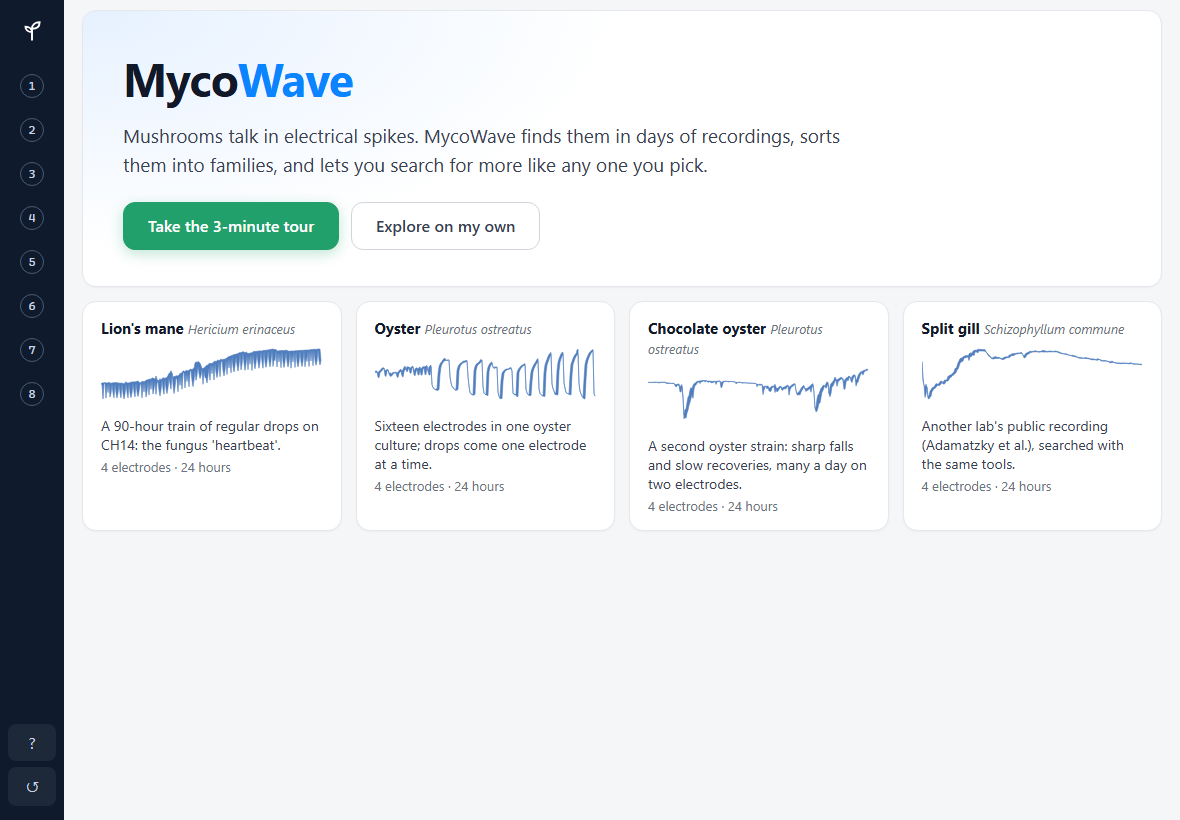 MycoWave
Mushrooms talk in electrical spikes. MycoWave finds them in days of recordings, sorts
them into families, and lets you search for more like any one you pick.
Take the 3-minute tour
Explore on my own
1
2
3
4
5
6
7
8
?
Lion's mane Hericium erinaceus
A 90-hour train of regular drops on
CH14: the fungus 'heartbeat'.
4 electrodes · 24 hours
Oyster Pleurotus ostreatus
Sixteen electrodes in one oyster
culture; drops come one electrode
at a time.
4 electrodes · 24 hours
Chocolate oyster Pleurotus
ostreatus
A second oyster strain: sharp falls
and slow recoveries, many a day on
two electrodes.
4 electrodes · 24 hours
Split gill Schizophyllum commune
Another lab's public recording
(Adamatzky et al.), searched with
the same tools.
4 electrodes · 24 hours